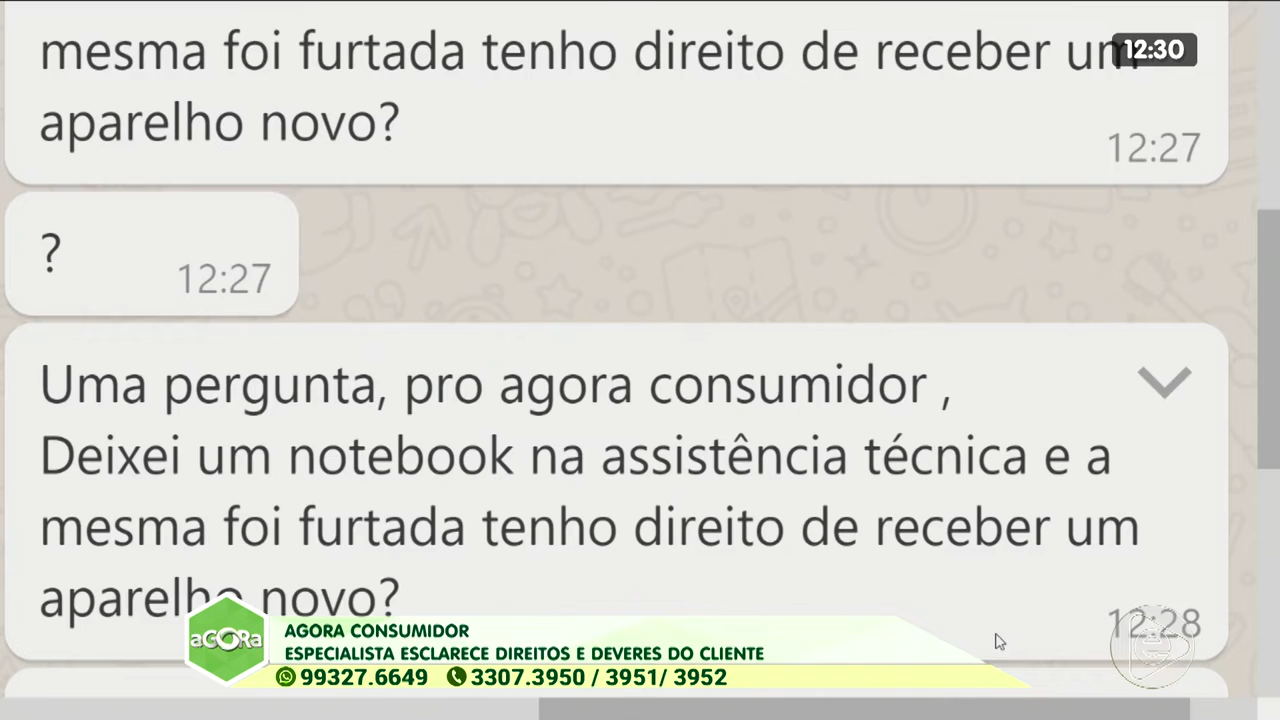 mesma foi furtada tenho direito de receber um
12:30
aparelho novo?
12:27
?
12:27
Uma pergunta, pro agora consumidor ,
Deixei um notebook na assistência técnica e a
mesma foi furtada tenho direito de receber um
aparelho novo?
12:28
aGORa
AGORA CONSUMIDOR
ESPECIALISTA ESCLARECE DIREITOS E DEVERES DO CLIENTE
99327.6649 3307.3950 / 3951/ 3952